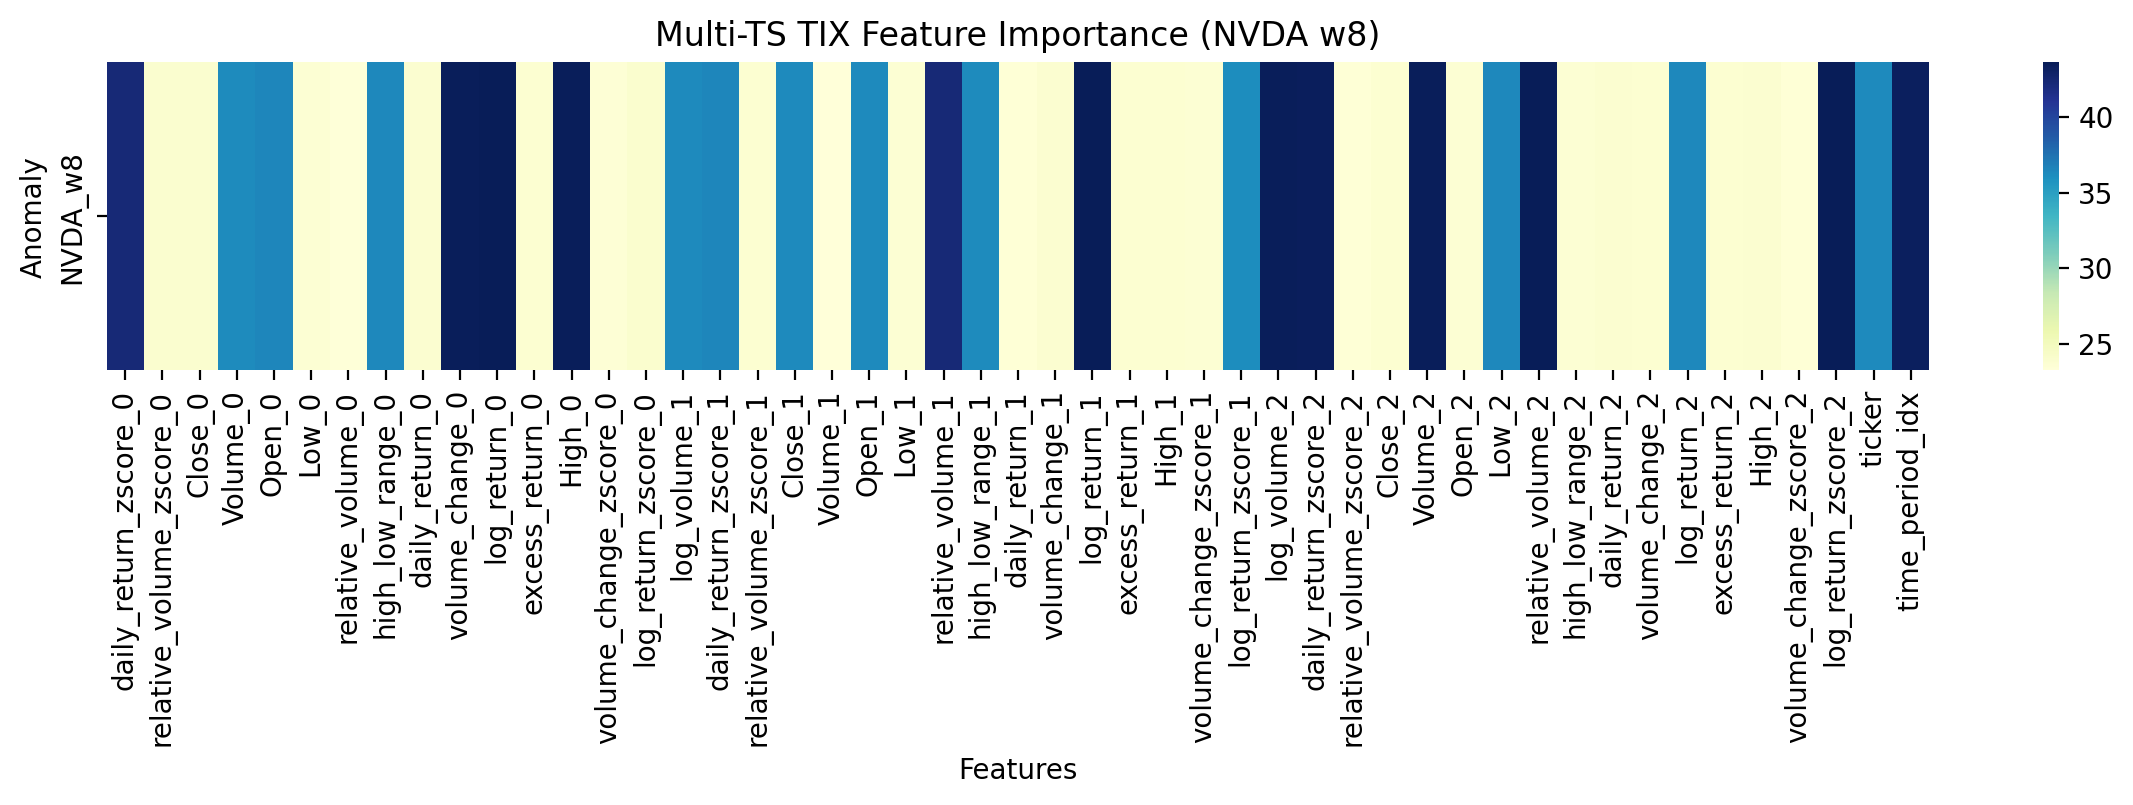 Multi-TS TIX Feature Importance (NVDA w8)
Anomaly
NVDA_w8
40
35
30
25
daily_return_zscore_0
relative_volume_zscore_0
Close_0
Volume_0
Open_0
Low_0
relative_volume_0
high_low_range_0
daily_return_0
volume_change_0
log_return_0
excess_return_0
High_0
volume_change_zscore_0
log_return_zscore_0
log_volume_1
daily_return_zscore_1
relative_volume_zscore_1
Close_1
Volume_1
Open_1
Low_1
relative_volume_1
high_low_range_1
daily_return_1
volume_change_1
log_return_1
excess_return_1
High_1
volume_change_zscore_1
log_return_zscore_1
log_volume_2
daily_return_zscore_2
relative_volume_zscore_2
Close_2
Volume_2
Open_2
Low_2
relative_volume_2
high_low_range_2
daily_return_2
volume_change_2
log_return_2
excess_return_2
High_2
volume_change_zscore_2
log_return_zscore_2
ticker
time_period_idx
Features